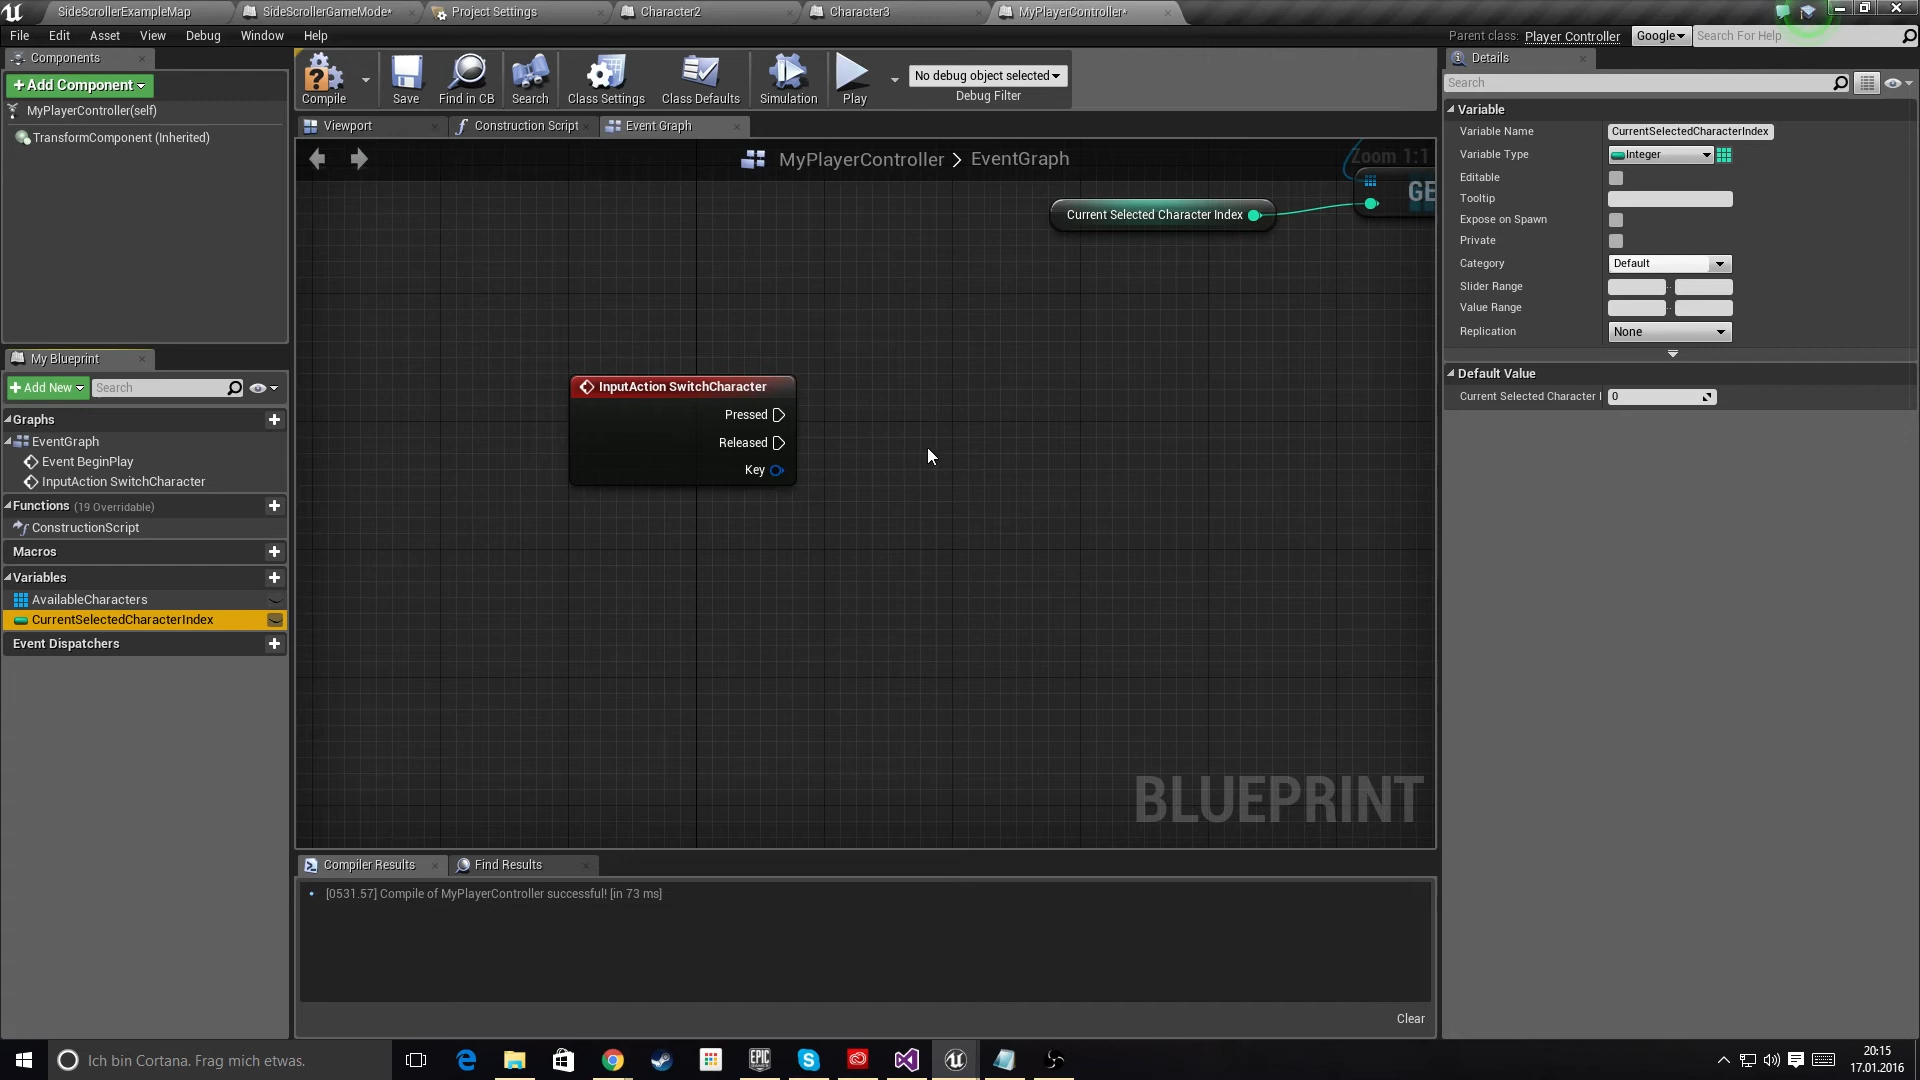 SideScrollerExampleMap
SideScrollerGameMode*
Project Settings
Character2
Character3
MyPlayerController*
File Edit Asset View Debug Window Help
Parent class: Player Controller
Google
Search For Help
Components
+Add Component
MyPlayerController(self)
TransformComponent (Inherited)
Compile
Save
Find in CB
Search
Class Settings
Class Defaults
Simulation
Play
No debug object selected
Debug Filter
Viewport
Construction Script
Event Graph
MyPlayerController > EventGraph
Zoom 1:1
Current Selected Character Index
GE
InputAction SwitchCharacter
Pressed
Released
Key
BLUEPRINT
My Blueprint
+Add New
Search
Graphs
EventGraph
Event BeginPlay
InputAction SwitchCharacter
Functions (19 Overridable)
ConstructionScript
Macros
Variables
AvailableCharacters
CurrentSelectedCharacterIndex
Event Dispatchers
Compiler Results
Find Results
• [0531.57] Compile of MyPlayerController successful! [in 73 ms]
Clear
Details
Search
Variable
Variable Name CurrentSelectedCharacterIndex
Variable Type Integer
Editable
Tooltip
Expose on Spawn
Private
Category Default
Slider Range
Value Range
Replication None
Default Value
Current Selected Character I 0
Ich bin Cortana. Frag mich etwas.
EPIC
GAMES
20:15
17.01.2016